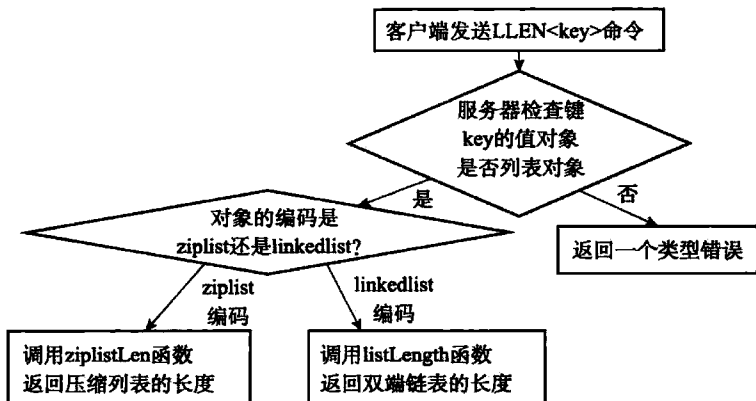 客户端发送LLEN<key>命令
服务器检查键
key的值对象
是否列表对象
是
否
对象的编码是
ziplist还是linkedlist?
返回一个类型错误
ziplist
编码
linkedlist
编码
调用ziplistLen函数
返回压缩列表的长度
调用listLength函数
返回双端链表的长度